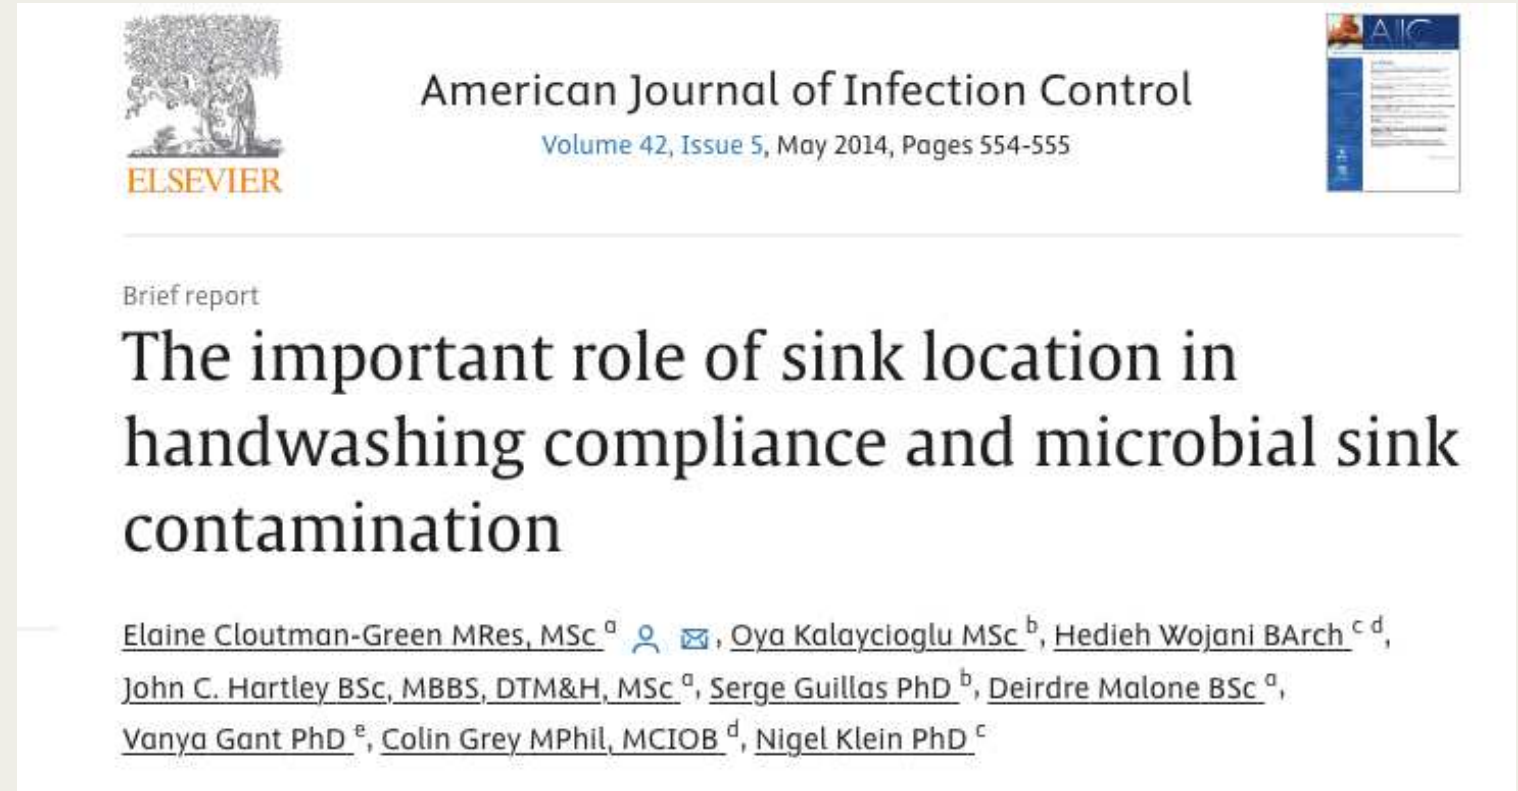 American Journal of Infection Control
Volume 42, Issue 5, May 2014, Pages 554-555
ELSEVIER
Brief report
The important role of sink location in
handwashing compliance and microbial sink
contamination
Elaine Cloutman-Green MRes, MSc a, Oya Kalaycioglu MSc b, Hedieh Wojani BArch c d,
John C. Hartley BSc, MBBS, DTM&H, MSc a, Serge Guillas PhD b, Deirdre Malone BSc a,
Vanya Gant PhD e, Colin Grey MPhil, MCIOB d, Nigel Klein PhD c